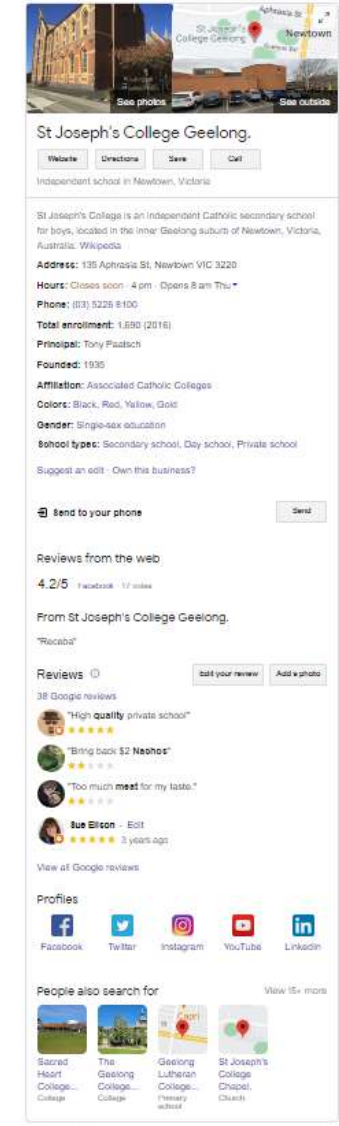 Aphrasia St
St Joseph's
College Geelong
Newtown
See photos
See outside
St Joseph's College Geelong.
Website
Directions
Save
Call
Independent school in Newtown, Victoria
St Joseph's College is an independent Catholic secondary school
for boys, located in the inner Geelong suburb of Newtown, Victoria,
Australia. Wikipedia
Address: 135 Aphrasia St, Newtown VIC 3220
Hours: Closes soon · 4 pm · Opens 8 am Thu
Phone: (03) 5226 8100
Total enrollment: 1,690 (2016)
Principal: Tony Paatsch
Founded: 1935
Affiliation: Associated Catholic Colleges
Colors: Black, Red, Yellow, Gold
Gender: Single-sex education
School types: Secondary school, Day school, Private school
Suggest an edit · Own this business?
Send to your phone
Send
Reviews from the web
4.2/5 Facebook · 17 votes
From St Joseph's College Geelong.
"Receba"
Reviews
Edit your review
Add a photo
38 Google reviews
"High quality private school"
"Bring back $2 Naohos"
"Too much meat for my taste."
Sue Ellson - Edit
3 years ago
View all Google reviews
Profiles
Facebook
Twitter
Instagram
YouTube
LinkedIn
People also search for
View 15+ more
Capri
Sacred
Heart
College...
College
The
Geelong
College...
College
Geelong
Lutheran
College...
Primary
school
St Joseph's
College
Chapel.
Church